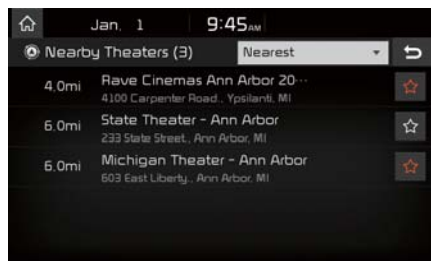 Jan. 1 9:45 AM
Nearby Theaters (3) Nearest
4.0mi Rave Cinemas Ann Arbor 20···
4100 Carpenter Road., Ypsilanti, MI
6.0mi State Theater - Ann Arbor
233 State Street., Ann Arbor, MI
6.0mi Michigan Theater - Ann Arbor
603 East Liberty., Ann Arbor, MI